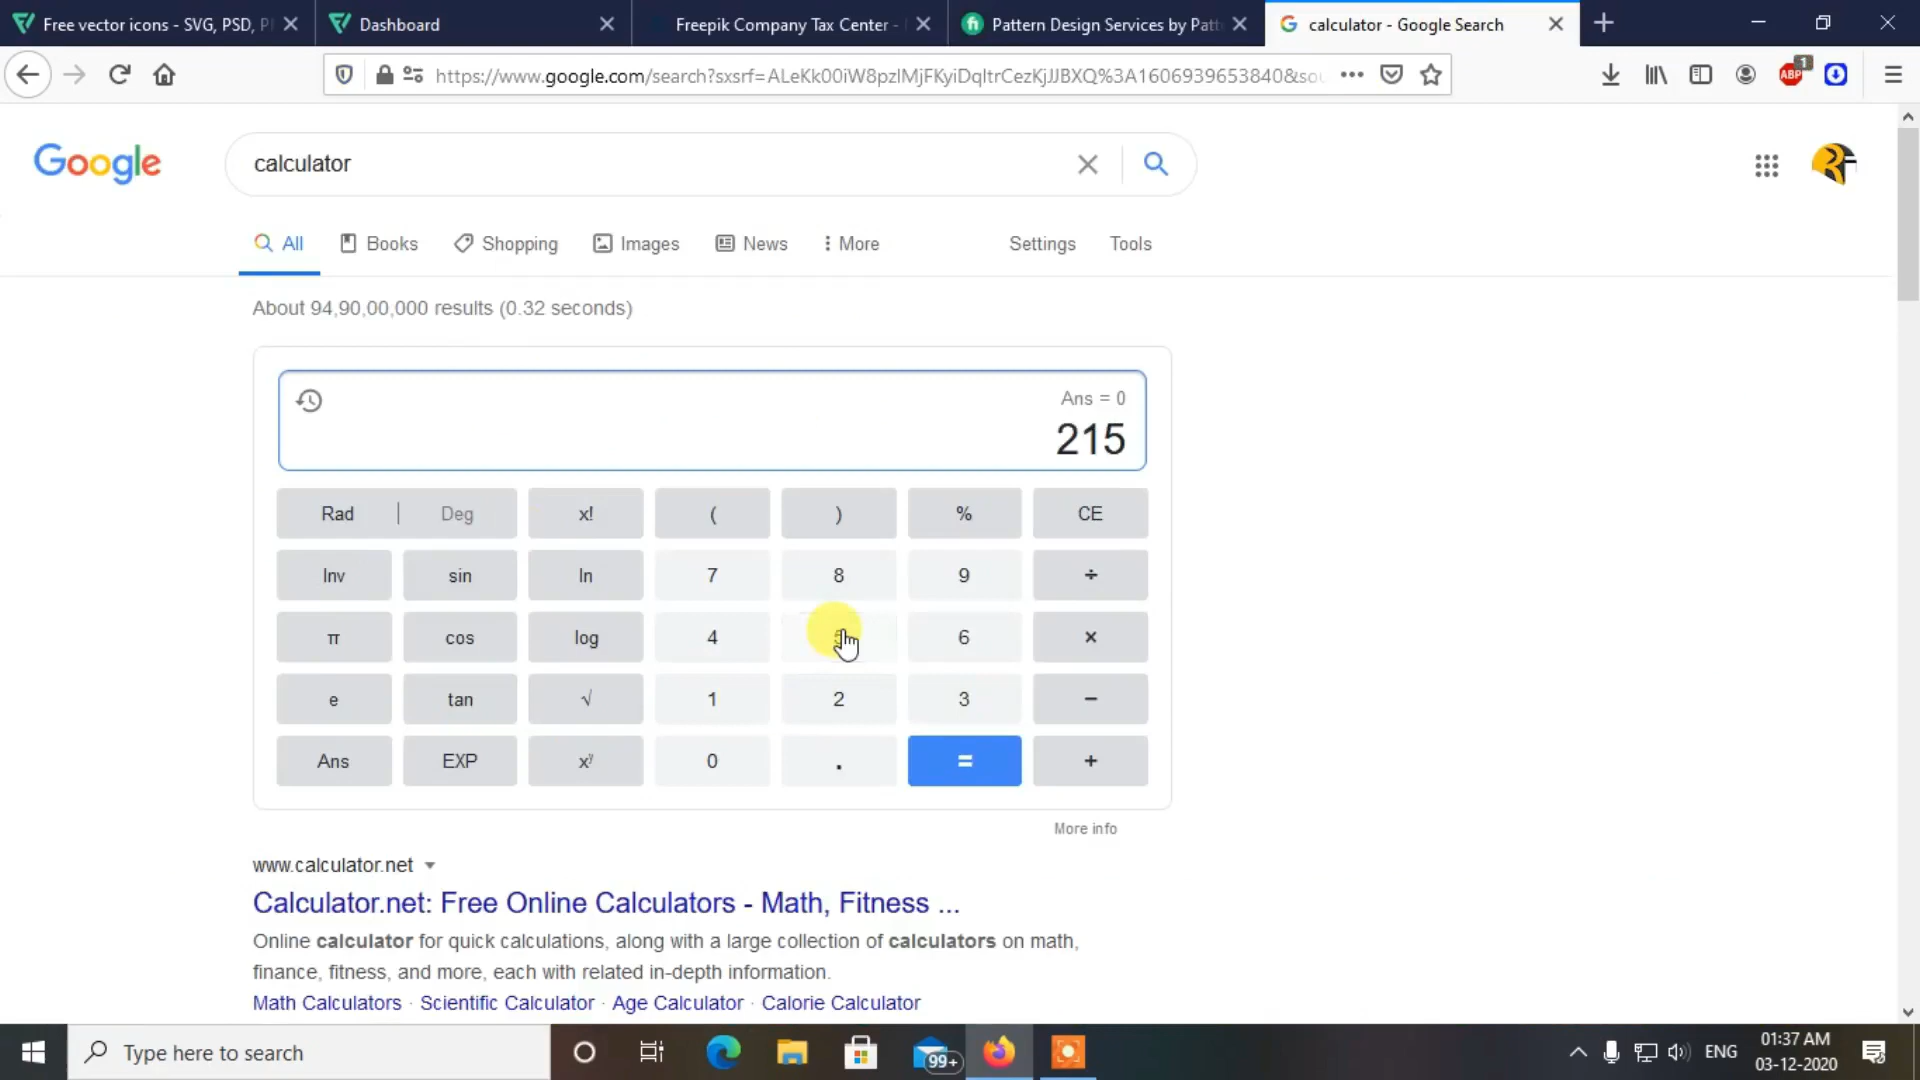 Free vector icons - SVG, PSD, P
Dashboard
Freepik Company Tax Center -
Pattern Design Services by Patt
calculator - Google Search
https://www.google.com/search?sxsrf=ALeKk00iW8pzIMjFKyiDqItrCezKjJJBXQ%3A1606939653840&sou
ABP
1
Google
calculator
All
Books
Shopping
Images
News
More
Settings
Tools
About 94,90,00,000 results (0.32 seconds)
Ans = 0
215
Rad | Deg x! ( ) % CE
Inv sin ln 7 8 9 ÷
π cos log 4 6 ×
e tan √ 1 2 3 −
Ans EXP xʸ 0 . = +
More info
www.calculator.net
Calculator.net: Free Online Calculators - Math, Fitness ...
Online calculator for quick calculations, along with a large collection of calculators on math,
finance, fitness, and more, each with related in-depth information.
Math Calculators · Scientific Calculator · Age Calculator · Calorie Calculator
Type here to search
99+
ENG
01:37 AM
03-12-2020